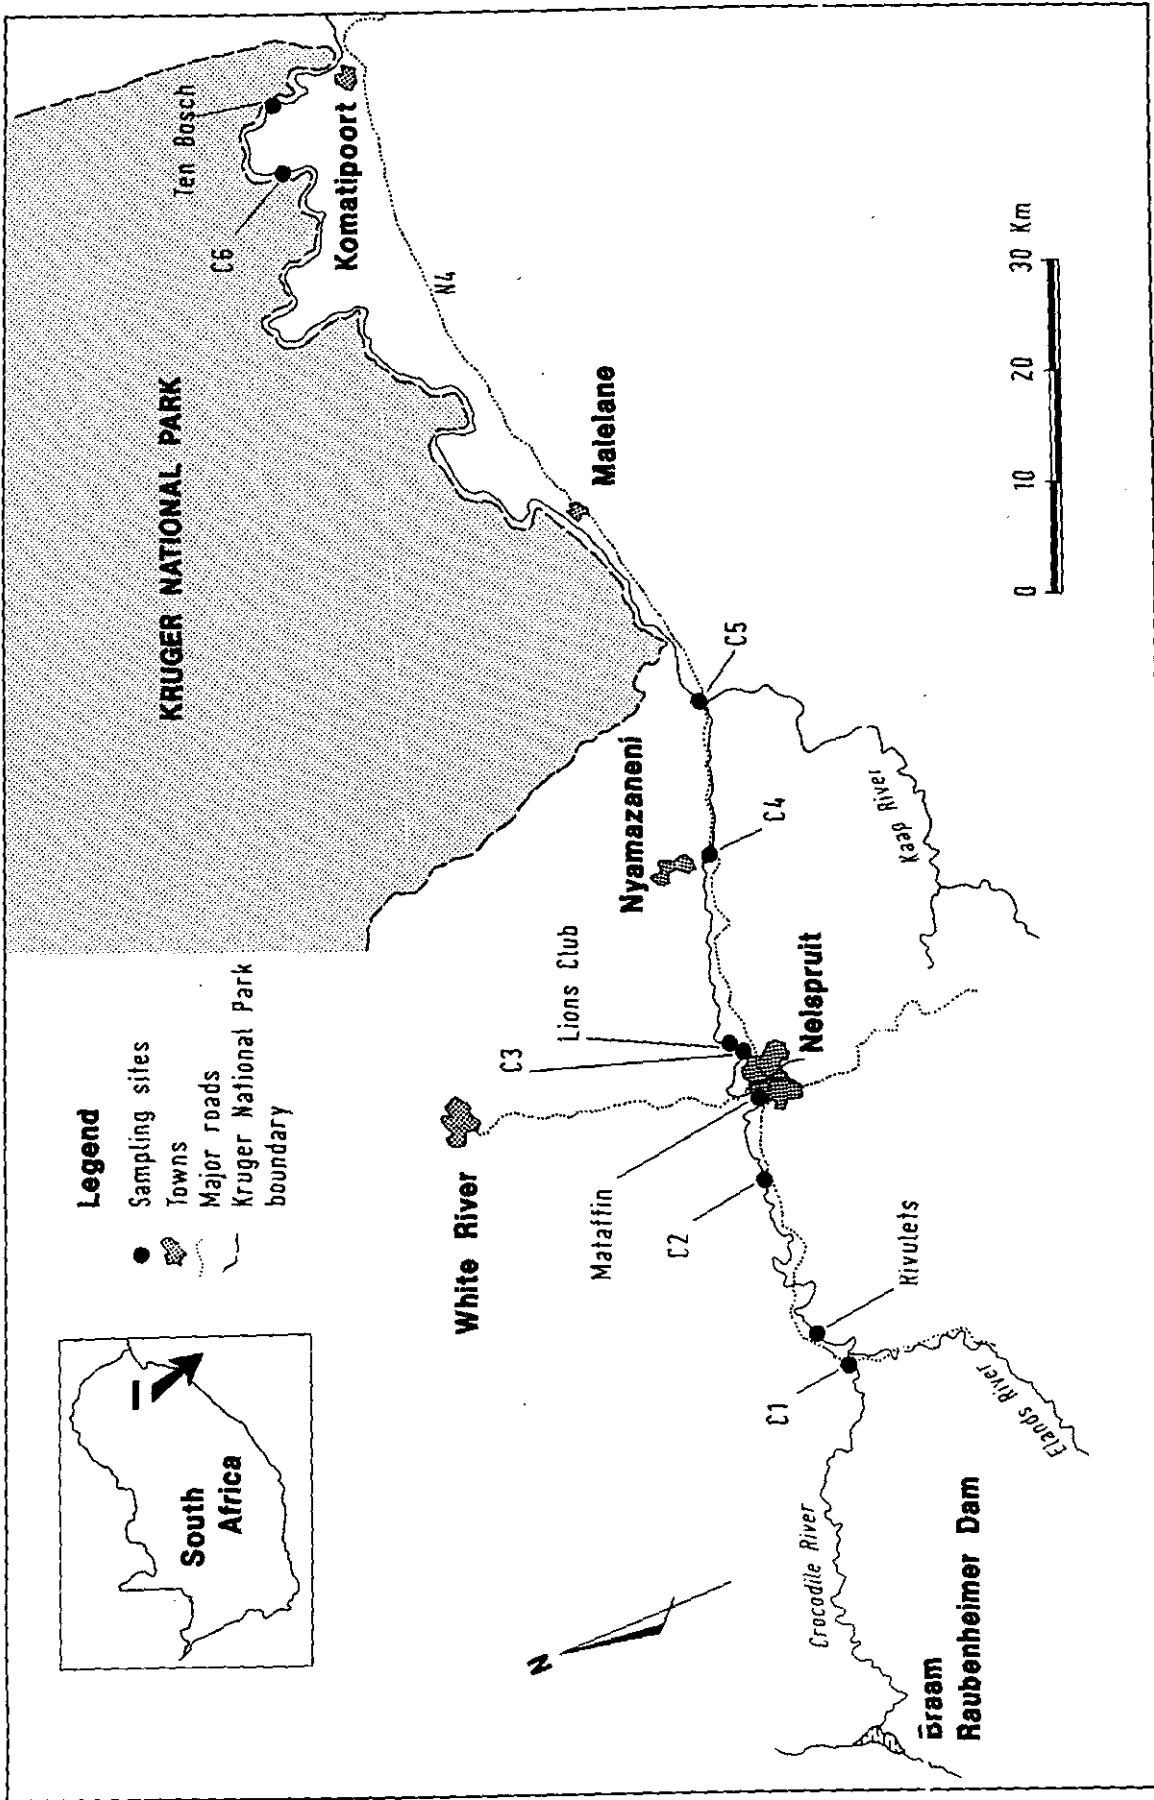 Legend
Sampling sites
Towns
Major roads
Kruger National Park
boundary
South
Africa
KRUGER NATIONAL PARK
Ten Bosch
C6
Komatipoort
N4
Malelane
C5
Nyamazaneni
C4
Kaap River
Lions Club
C3
Nelspruit
White River
Mataffin
C2
Rivulets
C1
Elands River
Crocodile River
Braam
Raubenheimer Dam
N
0 10 20 30 Km